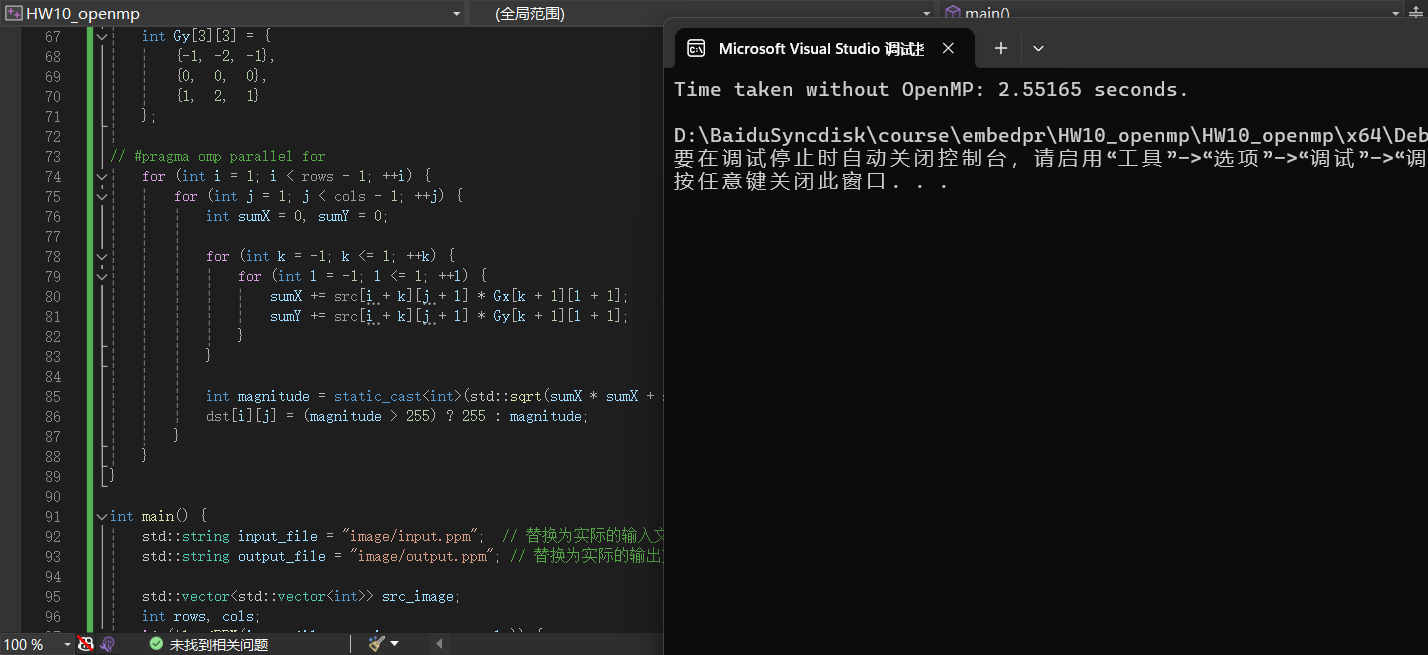 HW10_openmp
(全局范围)
main()
67 int Gy[3][3] = {
68 {-1, -2, -1},
69 {0, 0, 0},
70 {1, 2, 1}
71 };
72
73 // #pragma omp parallel for
74 for (int i = 1; i < rows - 1; ++i) {
75 for (int j = 1; j < cols - 1; ++j) {
76 int sumX = 0, sumY = 0;
77
78 for (int k = -1; k <= 1; ++k) {
79 for (int l = -1; l <= 1; ++l) {
80 sumX += src[i + k][j + l] * Gx[k + 1][l + 1];
81 sumY += src[i + k][j + l] * Gy[k + 1][l + 1];
82 }
83 }
84
85 int magnitude = static_cast<int>(std::sqrt(sumX * sumX +
86 dst[i][j] = (magnitude > 255) ? 255 : magnitude;
87 }
88 }
89 }
90
91 int main() {
92 std::string input_file = "image/input.ppm"; // 替换为实际的输入文
93 std::string output_file = "image/output.ppm"; // 替换为实际的输出
94
95 std::vector<std::vector<int>> src_image;
96 int rows, cols;
100 %
未找到相关问题
Microsoft Visual Studio 调试
Time taken without OpenMP: 2.55165 seconds.
D:\BaiduSyncdisk\course\embedpr\HW10_openmp\HW10_openmp\x64\Deb
要在调试停止时自动关闭控制台，请启用“工具”->“选项”->“调试”->“调
按任意键关闭此窗口. . .